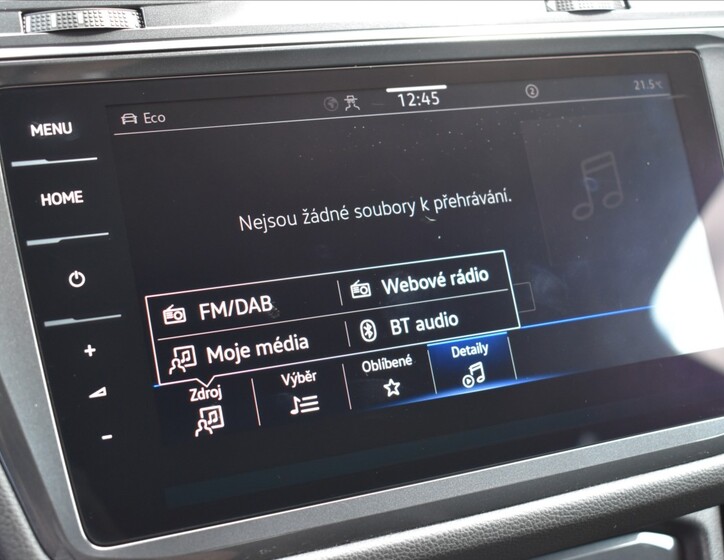 MENU
HOME
Eco
12:45
2
21.5°C
Nejsou žádné soubory k přehrávání.
FM/DAB
Webové rádio
Moje média
BT audio
Zdroj
Výběr
Oblíbené
Detaily